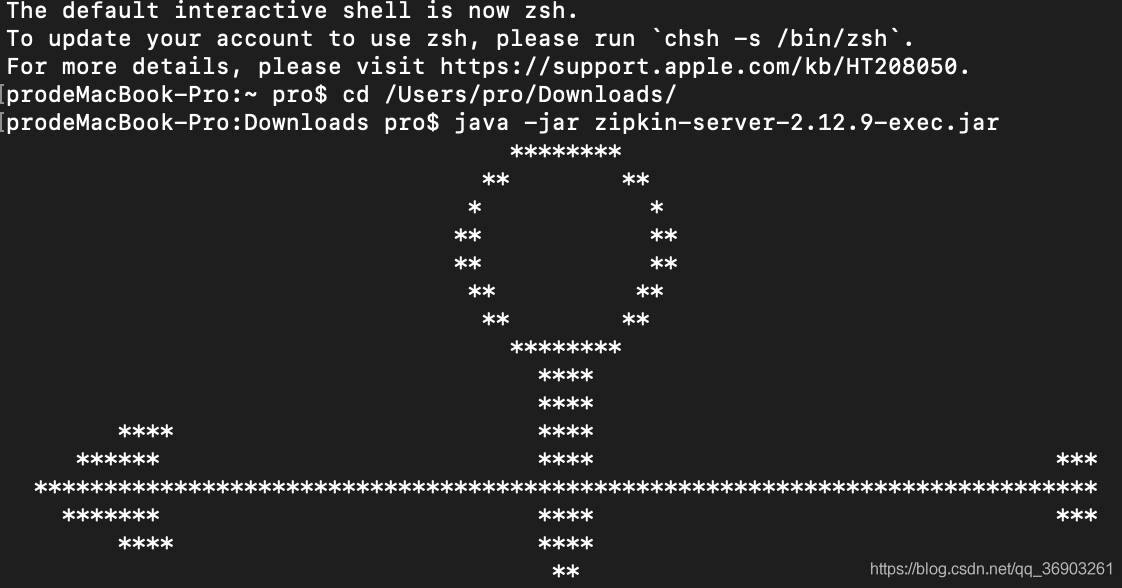 The default interactive shell is now zsh.
To update your account to use zsh, please run `chsh -s /bin/zsh`.
For more details, please visit https://support.apple.com/kb/HT208050.
[prodeMacBook-Pro:~ pro$ cd /Users/pro/Downloads/
[prodeMacBook-Pro:Downloads pro$ java -jar zipkin-server-2.12.9-exec.jar
                                    ********
                                  **        **
                                 *            *
                                **            **
                                **            **
                                 **          **
                                  **        **
                                    ********
                                      ****
                                      ****
        ****                          ****
     ******                           ****                                 ***
  ****************************************************************************
    *******                           ****                                 ***
        ****                          ****
                                       **
https://blog.csdn.net/qq_36903261